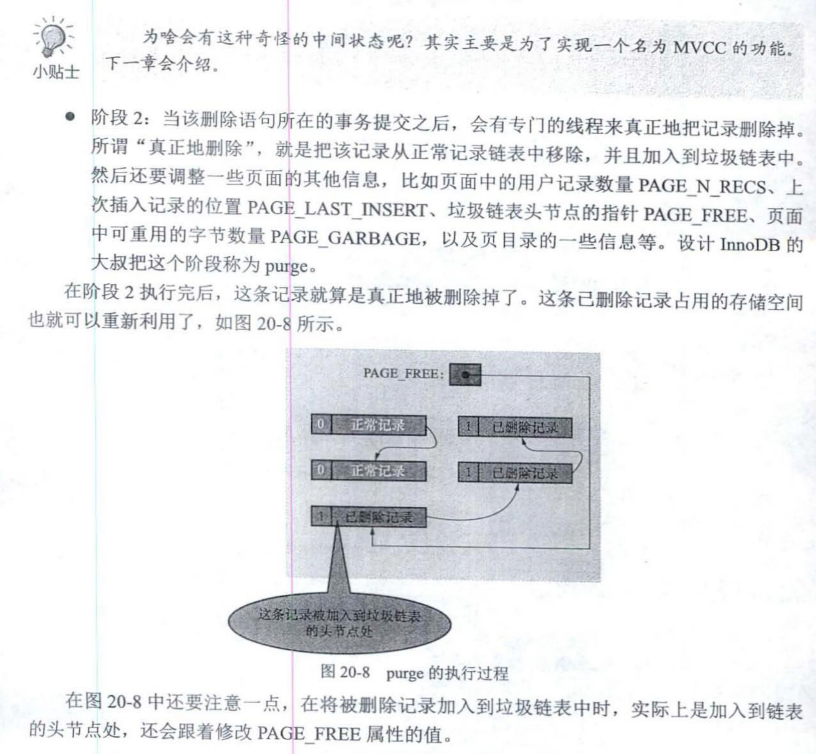 为啥会有这种奇怪的中间状态呢？其实主要是为了实现一个名为 MVCC 的功能。
小贴士
下一章会介绍。
● 阶段 2：当该删除语句所在的事务提交之后，会有专门的线程来真正地把记录删除掉。
所谓“真正地删除”，就是把该记录从正常记录链表中移除，并且加入到垃圾链表中。
然后还要调整一些页面的其他信息，比如页面中的用户记录数量 PAGE_N_RECS、上
次插入记录的位置 PAGE_LAST_INSERT、垃圾链表头节点的指针 PAGE_FREE、页面
中可重用的字节数量 PAGE_GARBAGE，以及页目录的一些信息等。设计 InnoDB 的
大叔把这个阶段称为 purge。
在阶段 2 执行完后，这条记录就算是真正地被删除掉了。这条已删除记录占用的存储空间
也就可以重新利用了，如图 20-8 所示。
PAGE_FREE：
0 正常记录
1 已删除记录
0 正常记录
1 已删除记录
1 已删除记录
这条记录被加入到垃圾链表
的头节点处
图 20-8 purge 的执行过程
在图 20-8 中还要注意一点，在将被删除记录加入到垃圾链表中时，实际上是加入到链表
的头节点处，还会跟着修改 PAGE_FREE 属性的值。